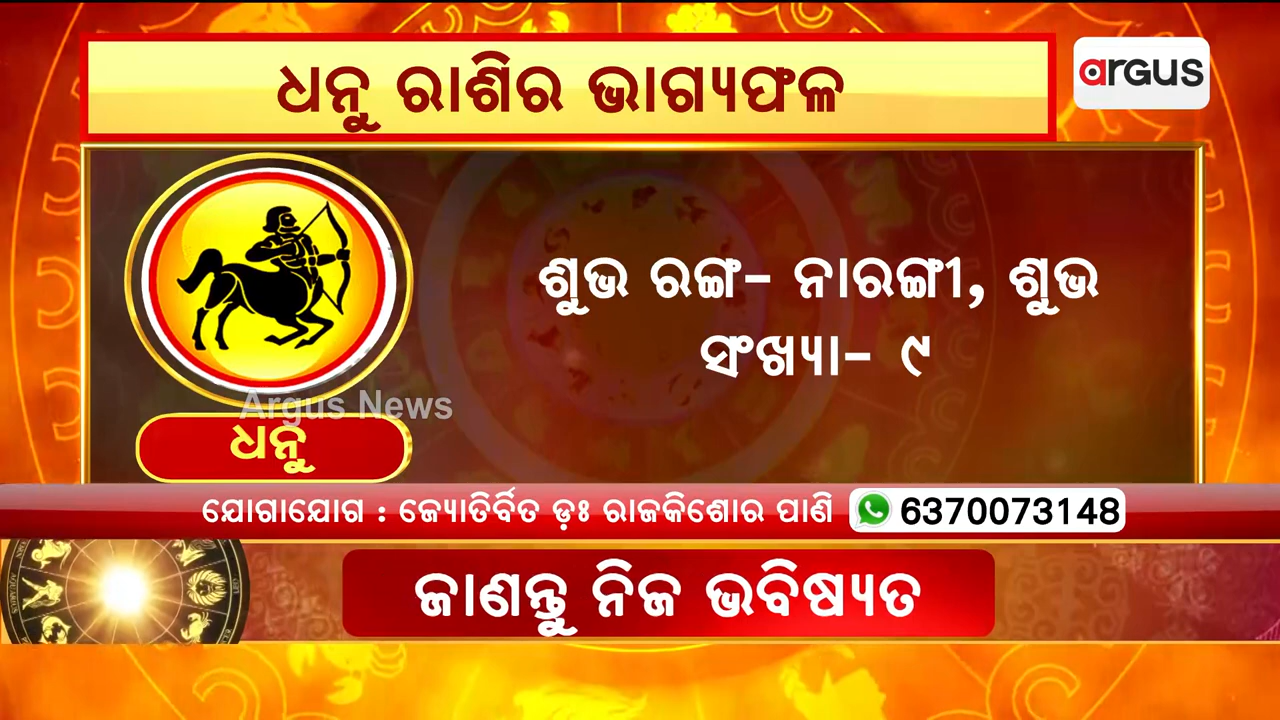 ଧନୁ ରାଶିର ଭାଗ୍ୟଫଳ
argus
ଶୁଭ ରଙ୍ଗ- ନାରଙ୍ଗୀ, ଶୁଭ
ସଂଖ୍ୟା- ୯
Argus News
ଧନୁ
ଯୋଗାଯୋଗ : ଜ୍ୟୋତିର୍ବିତ ଡ଼ଃ ରାଜକିଶୋର ପାଣି 6370073148
ଜାଣନ୍ତୁ ନିଜ ଭବିଷ୍ୟତ